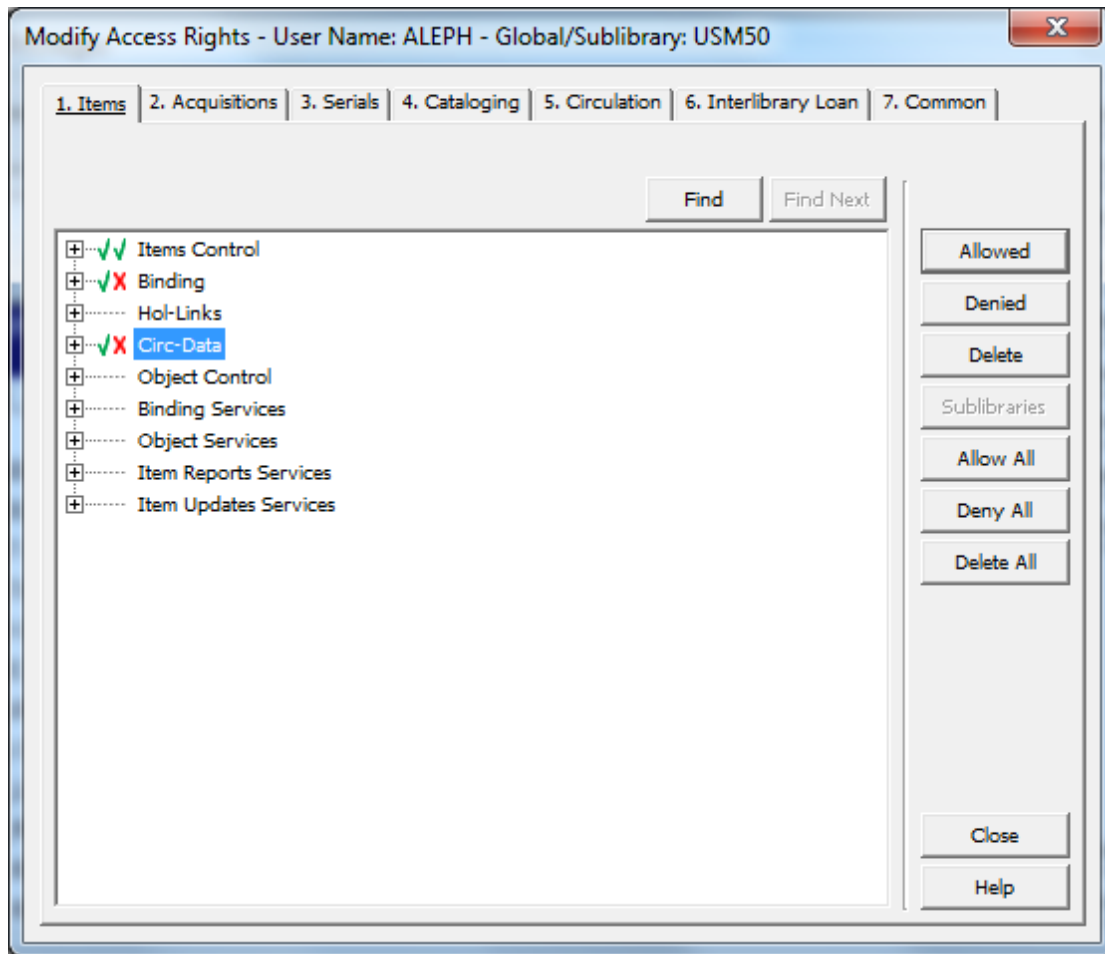 Modify Access Rights - User Name: ALEPH - Global/Sublibrary: USM50
1. Items 2. Acquisitions 3. Serials 4. Cataloging 5. Circulation 6. Interlibrary Loan 7. Common
Find Find Next
Items Control
Binding
Hol-Links
Circ-Data
Object Control
Binding Services
Object Services
Item Reports Services
Item Updates Services
Allowed
Denied
Delete
Sublibraries
Allow All
Deny All
Delete All
Close
Help